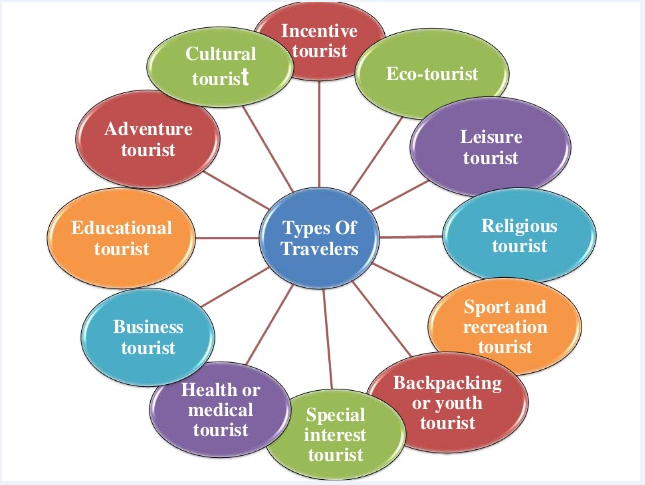 Incentive
tourist
Eco-tourist
Leisure
tourist
Religious
tourist
Sport and
recreation
tourist
Backpacking
or youth
tourist
Special
interest
tourist
Health or
medical
tourist
Business
tourist
Educational
tourist
Adventure
tourist
Cultural
tourist
Types Of
Travelers